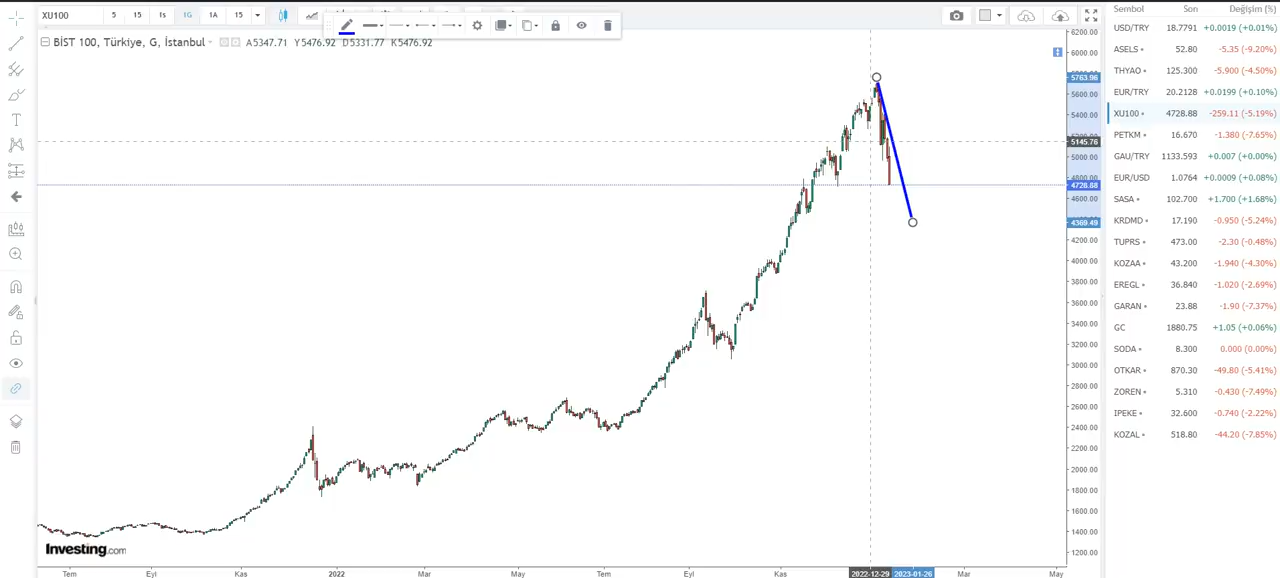 XU100 5 15 1s 1G 1A 15
BİST 100, Türkiye, G, İstanbul A5347.71 Y5476.92 D5331.77 K5476.92
6200.00
6000.00
5763.96
5600.00
5400.00
5145.76
5000.00
4800.00
4728.88
4600.00
4369.49
4200.00
4000.00
3800.00
3600.00
3400.00
3200.00
3000.00
2800.00
2600.00
2400.00
2200.00
2000.00
1800.00
1600.00
1400.00
1200.00
Investing.com
Tem Eyl Kas 2022 Mar May Tem Eyl Kas 2022-12-29 2023-01-26 Mar May
Sembol Son Değişim (%)
USD/TRY 18.7791 +0.0019 (+0.01%)
ASELS 52.80 -5.35 (-9.20%)
THYAO 125.300 -5.900 (-4.50%)
EUR/TRY 20.2128 +0.0199 (+0.10%)
XU100 4728.88 -259.11 (-5.19%)
PETKM 16.670 -1.380 (-7.65%)
GAU/TRY 1133.593 +0.007 (+0.00%)
EUR/USD 1.0764 +0.0009 (+0.08%)
SASA 102.700 +1.700 (+1.68%)
KRDMD 17.190 -0.950 (-5.24%)
TUPRS 473.00 -2.30 (-0.48%)
KOZAA 43.200 -1.940 (-4.30%)
EREGL 36.840 -1.020 (-2.69%)
GARAN 23.88 -1.90 (-7.37%)
GC 1880.75 +1.05 (+0.06%)
SODA 8.300 0.000 (0.00%)
OTKAR 870.30 -49.80 (-5.41%)
ZOREN 5.310 -0.430 (-7.49%)
IPEKE 32.600 -0.740 (-2.22%)
KOZAL 518.80 -44.20 (-7.85%)